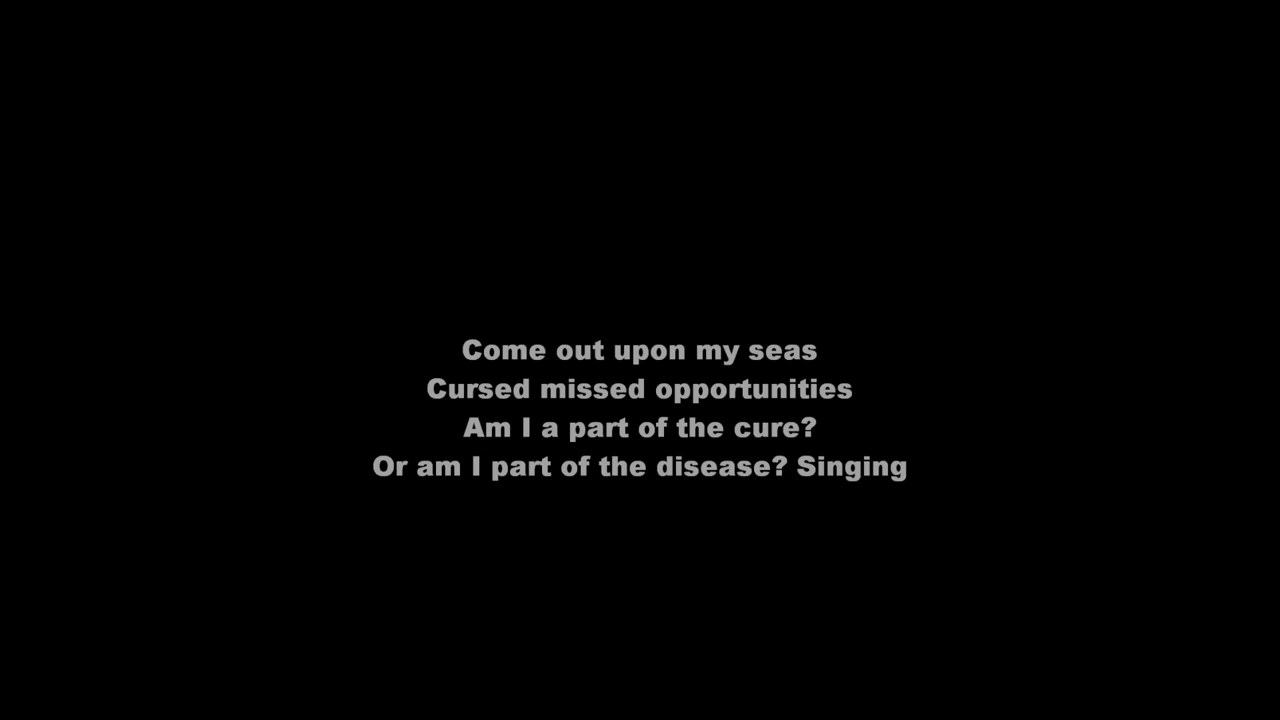 Come out upon my seas
Cursed missed opportunities
Am I a part of the cure?
Or am I part of the disease? Singing